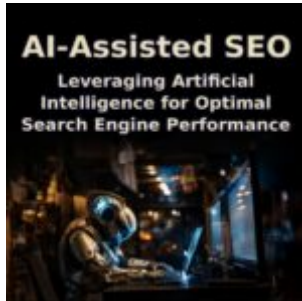 AI-Assisted SEO
Leveraging Artificial
Intelligence for Optimal
Search Engine Performance